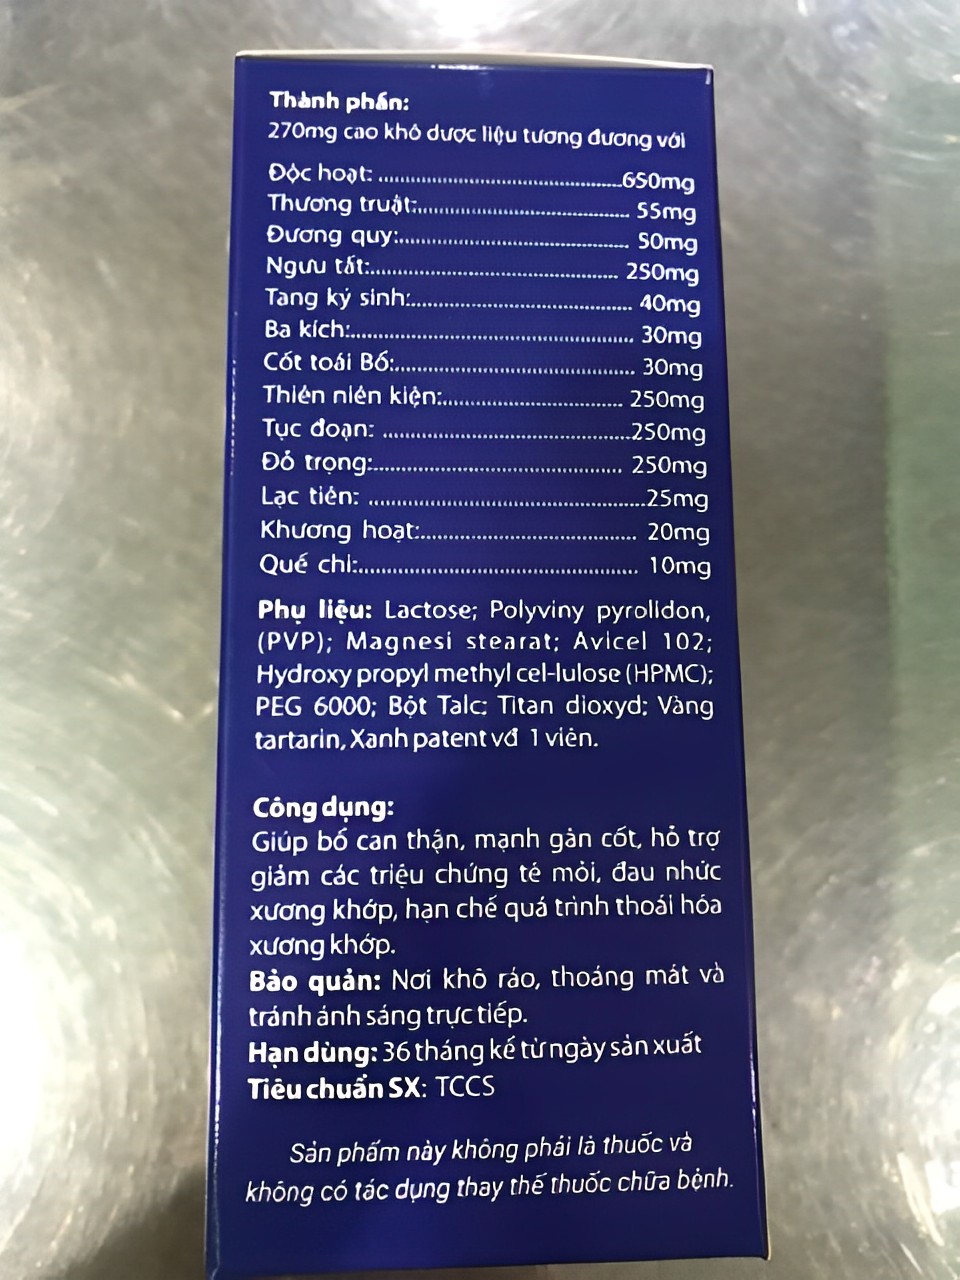 Thành phần:
270mg cao khô dược liệu tương đương với
Độc hoạt: ........................................650mg
Thương truật:................................... 55mg
Đương quy:...................................... 50mg
Ngưu tất:......................................... 250mg
Tang ký sinh:.................................... 40mg
Ba kích:............................................ 30mg
Cốt toái Bổ:...................................... 30mg
Thiên niên kiện:............................. 250mg
Tục đoạn: ........................................250mg
Đỗ trọng:......................................... 250mg
Lạc tiên: ...........................................25mg
Khương hoạt:................................... 20mg
Quế chi:............................................ 10mg
Phụ liệu: Lactose; Polyviny pyrolidon,
(PVP); Magnesi stearat; Avicel 102;
Hydroxy propyl methyl cel-lulose (HPMC);
PEG 6000; Bột Talc; Titan dioxyd; Vàng
tartarin, Xanh patent vđ 1 viên.
Công dụng:
Giúp bổ can thận, mạnh gân cốt, hỗ trợ
giảm các triệu chứng tê mỏi, đau nhức
xương khớp, hạn chế quá trình thoái hóa
xương khớp.
Bảo quản: Nơi khô ráo, thoáng mát và
tránh ánh sáng trực tiếp.
Hạn dùng: 36 tháng kể từ ngày sản xuất
Tiêu chuẩn SX: TCCS
Sản phẩm này không phải là thuốc và
không có tác dụng thay thế thuốc chữa bệnh.